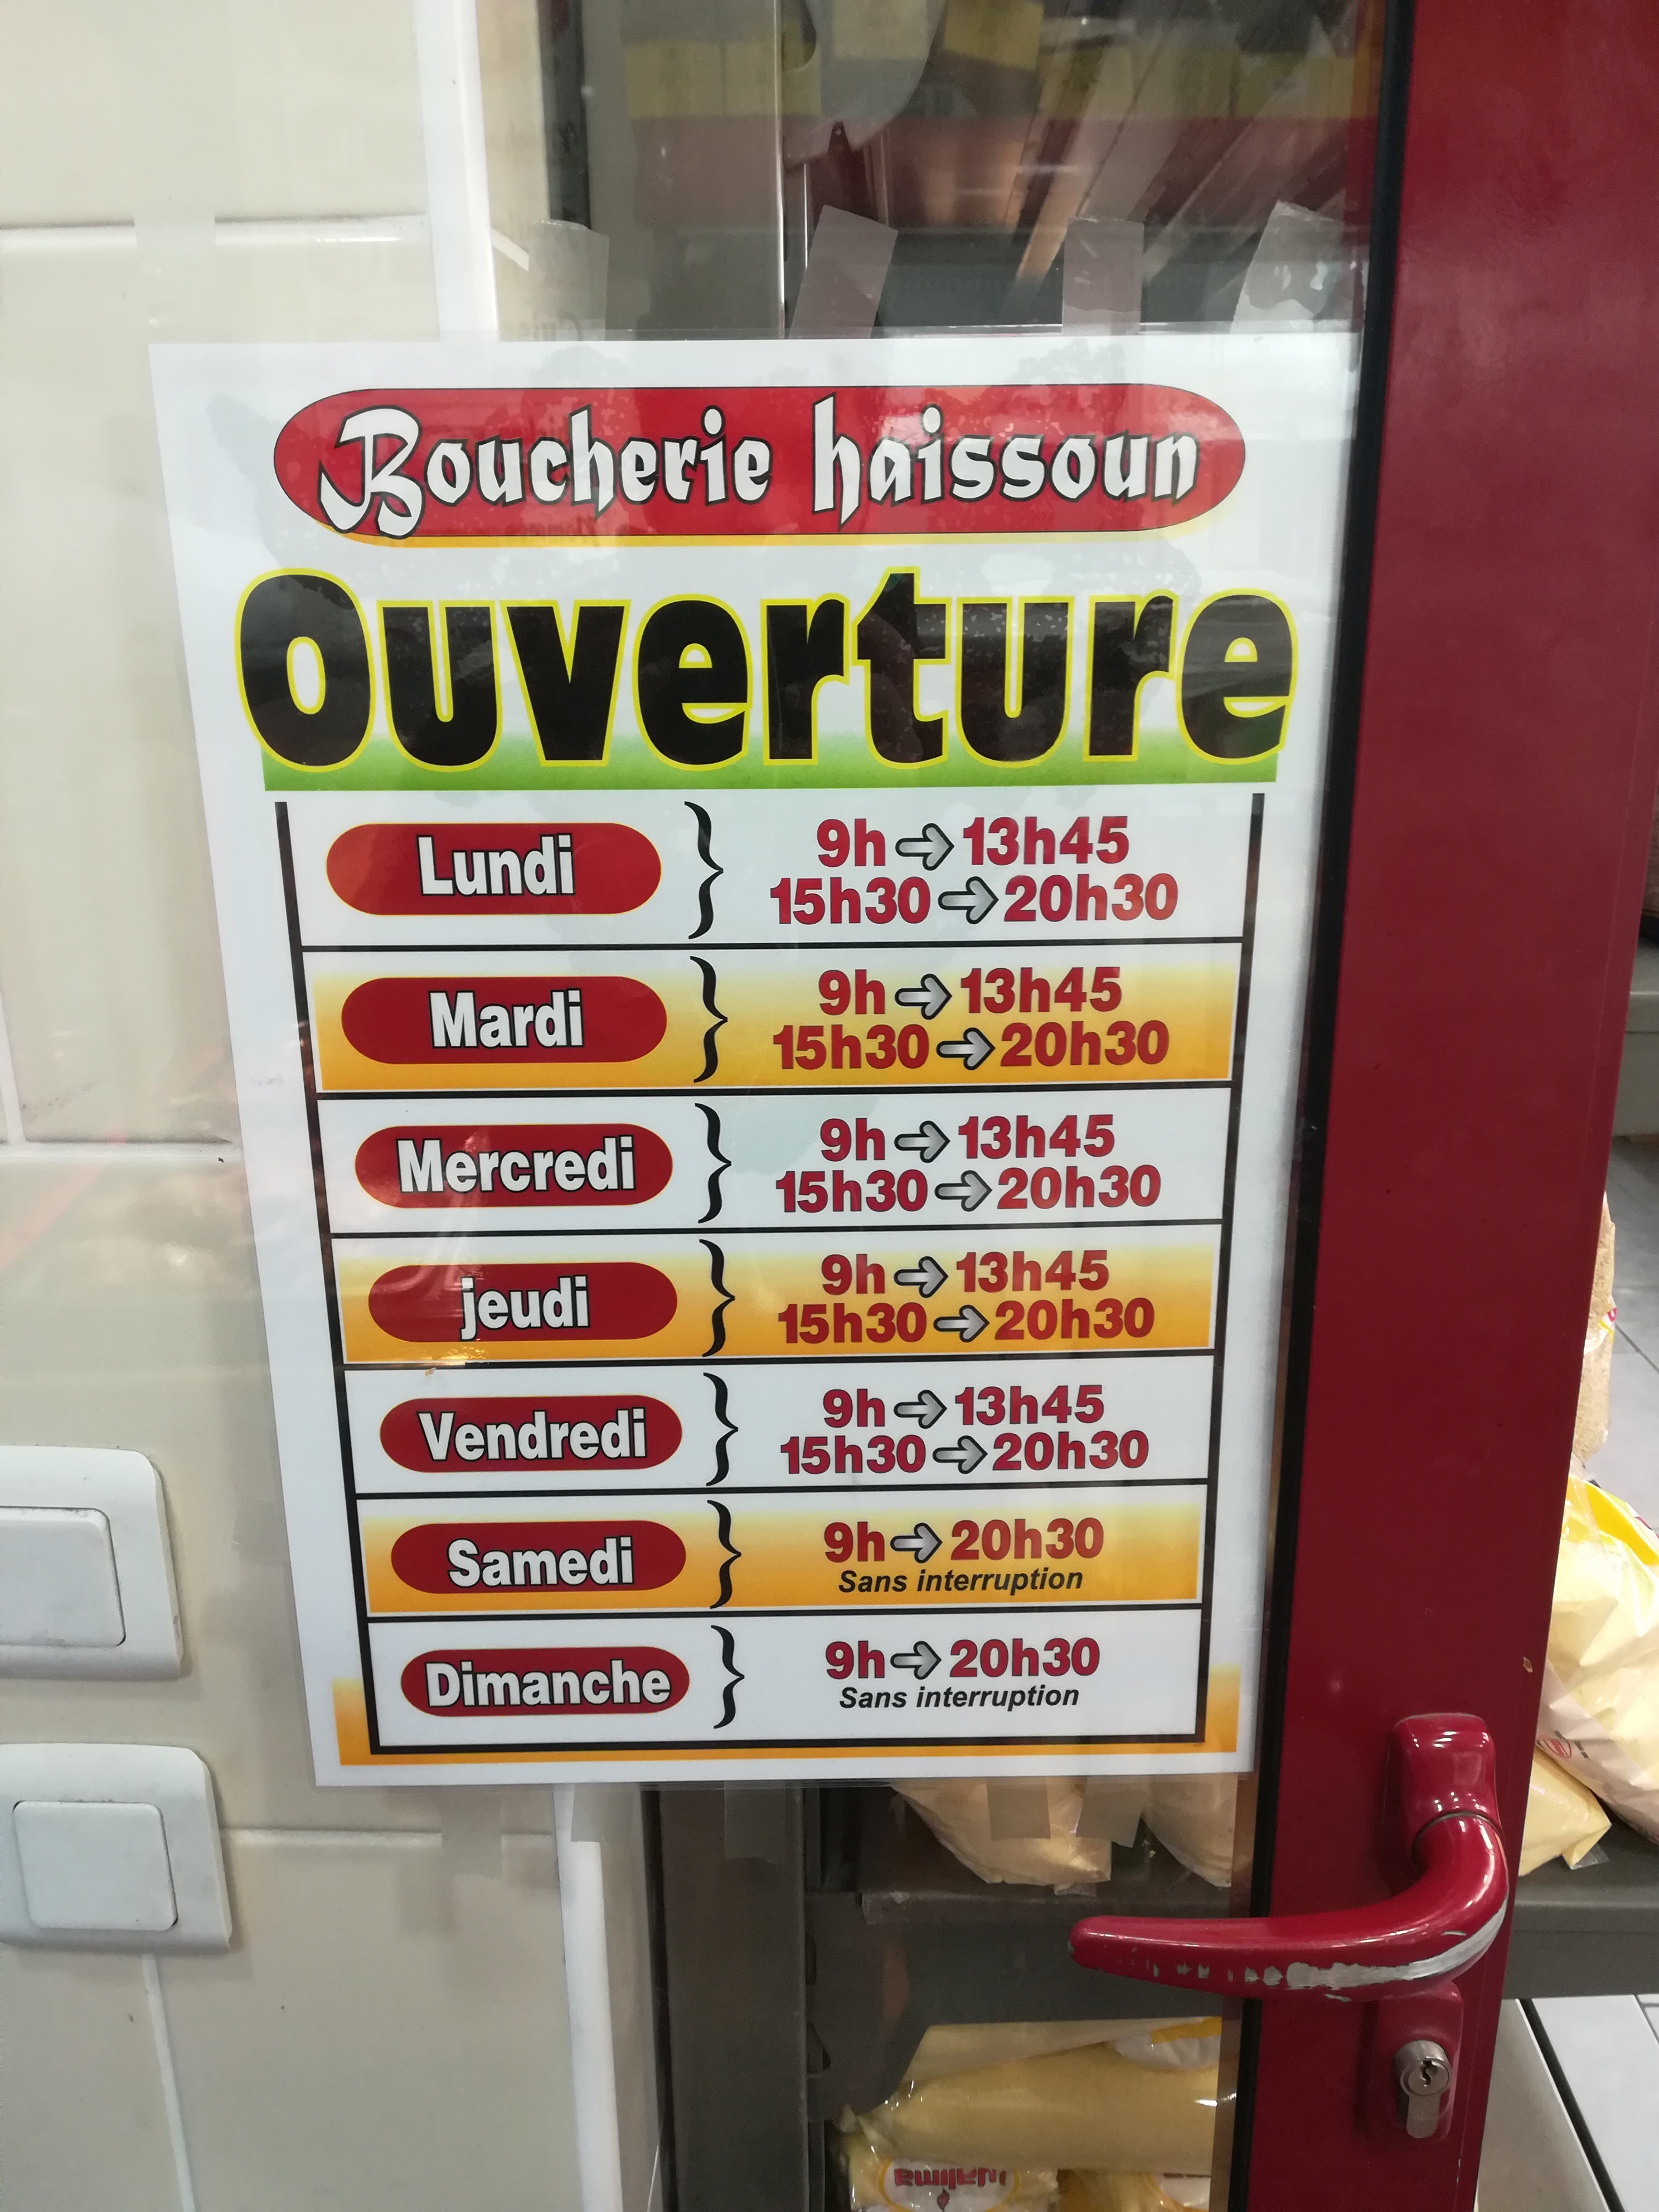 Boucherie haissoun
Ouverture
Lundi
9h → 13h45
15h30 → 20h30
Mardi
9h → 13h45
15h30 → 20h30
Mercredi
9h → 13h45
15h30 → 20h30
jeudi
9h → 13h45
15h30 → 20h30
Vendredi
9h → 13h45
15h30 → 20h30
Samedi
9h → 20h30
Sans interruption
Dimanche
9h → 20h30
Sans interruption